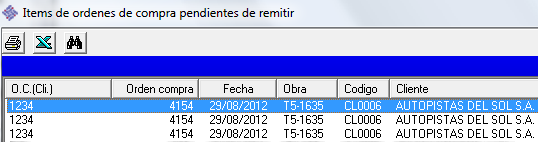 Items de ordenes de compra pendientes de remitir
O.C.(Cli.) Orden compra Fecha Obra Codigo Cliente
1234 4154 29/08/2012 T5-1635 CL0006 AUTOPISTAS DEL SOL S.A.
1234 4154 29/08/2012 T5-1635 CL0006 AUTOPISTAS DEL SOL S.A.
1234 4154 29/08/2012 T5-1635 CL0006 AUTOPISTAS DEL SOL S.A.